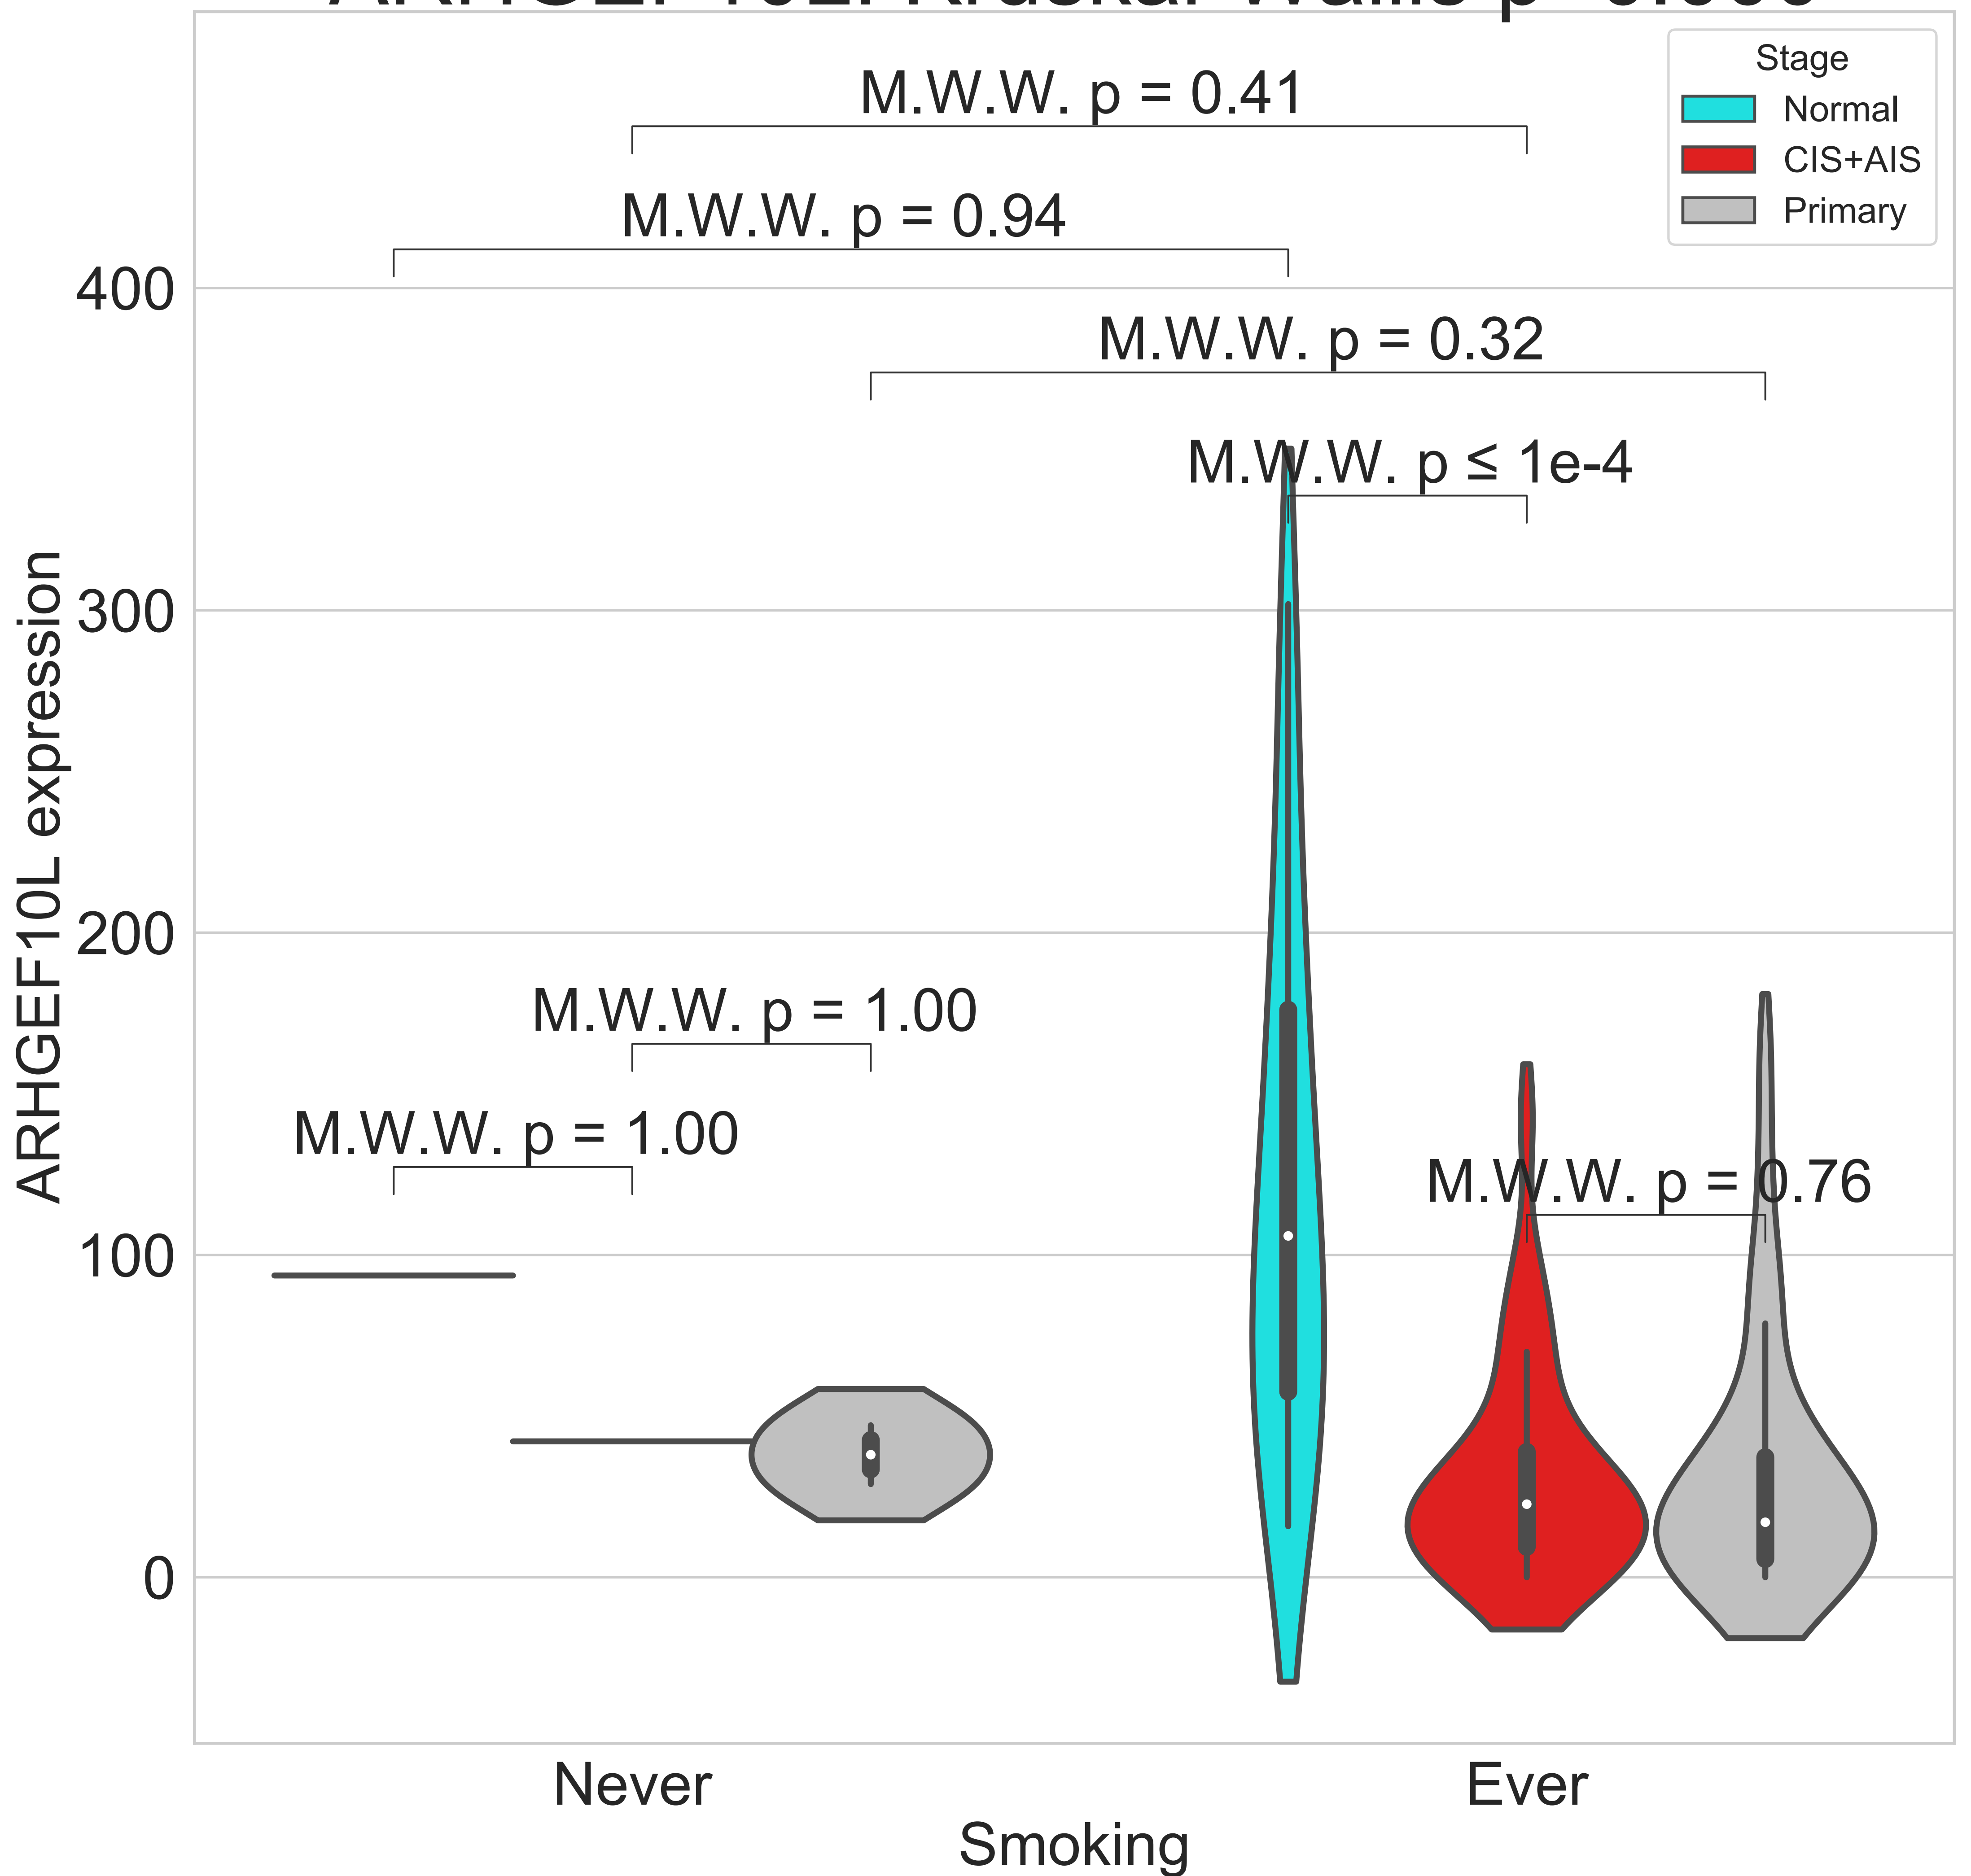 Stage
Normal
CIS+AIS
Primary
M.W.W. p = 0.41
M.W.W. p = 0.94
M.W.W. p = 0.32
M.W.W. p ≤ 1e-4
M.W.W. p = 1.00
M.W.W. p = 1.00
M.W.W. p = 0.76
400
300
200
100
0
ARHGEF10L expression
Never
Ever
Smoking